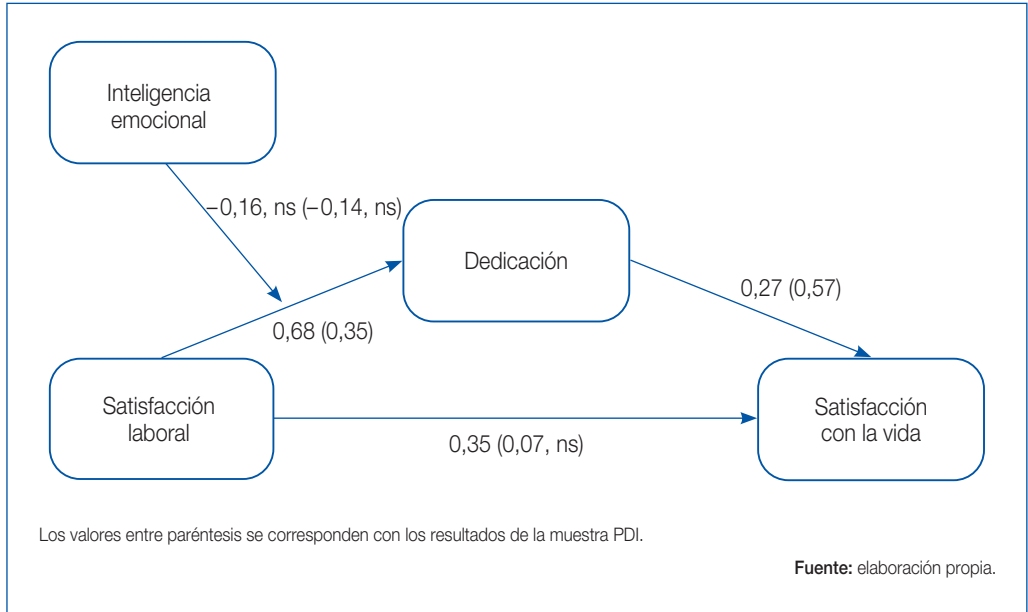 Inteligencia
emocional
−0,16, ns (−0,14, ns)
Dedicación
0,27 (0,57)
0,68 (0,35)
Satisfacción
laboral
Satisfacción
con la vida
0,35 (0,07, ns)
Los valores entre paréntesis se corresponden con los resultados de la muestra PDI.
Fuente: elaboración propia.